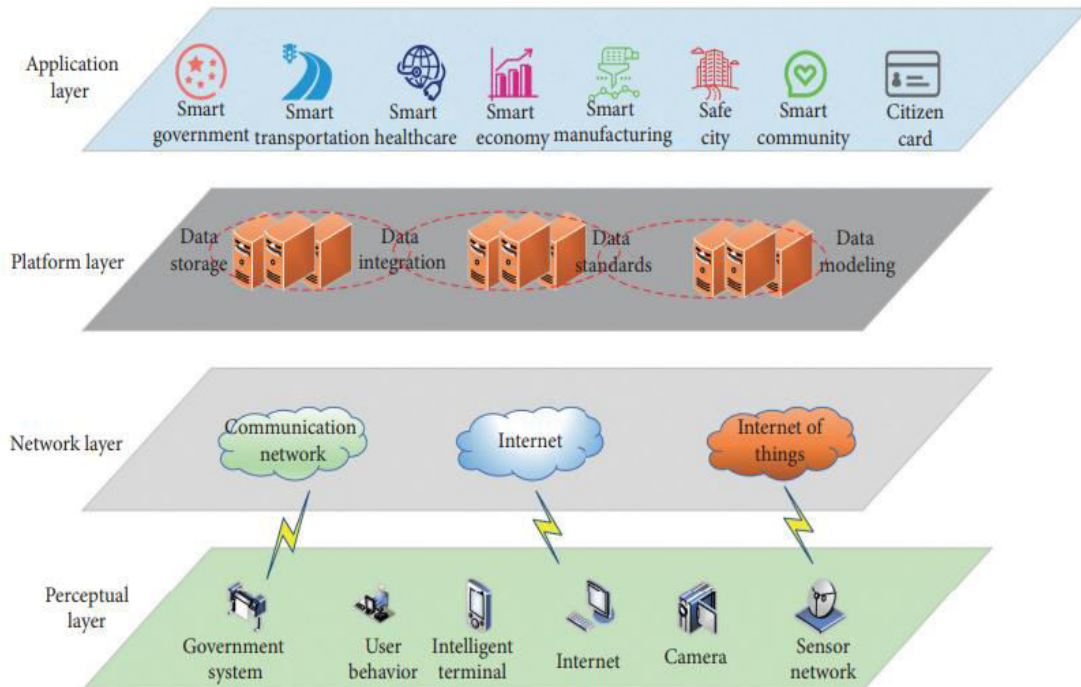 Application
layer
Smart
government
Smart
transportation
Smart
healthcare
Smart
economy
Smart
manufacturing
Safe
city
Smart
community
Citizen
card
Platform layer
Data
storage
Data
integration
Data
standards
Data
modeling
Network layer
Communication
network
Internet
Internet of
things
Perceptual
layer
Government
system
User
behavior
Intelligent
terminal
Internet
Camera
Sensor
network